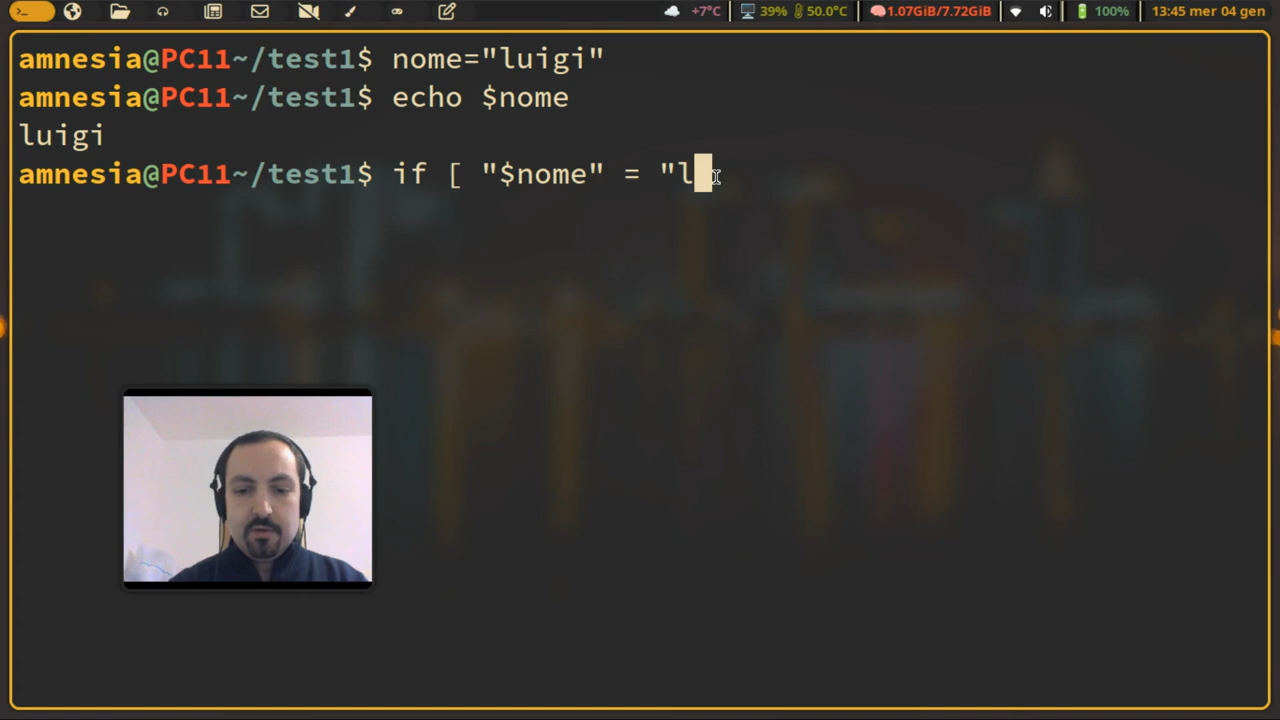 +7°C 39% 50.0°C 1.07GiB/7.72GiB 100% 13:45 mer 04 gen
amnesia@PC11~/test1$ nome="luigi"
amnesia@PC11~/test1$ echo $nome
luigi
amnesia@PC11~/test1$ if [ "$nome" = "l